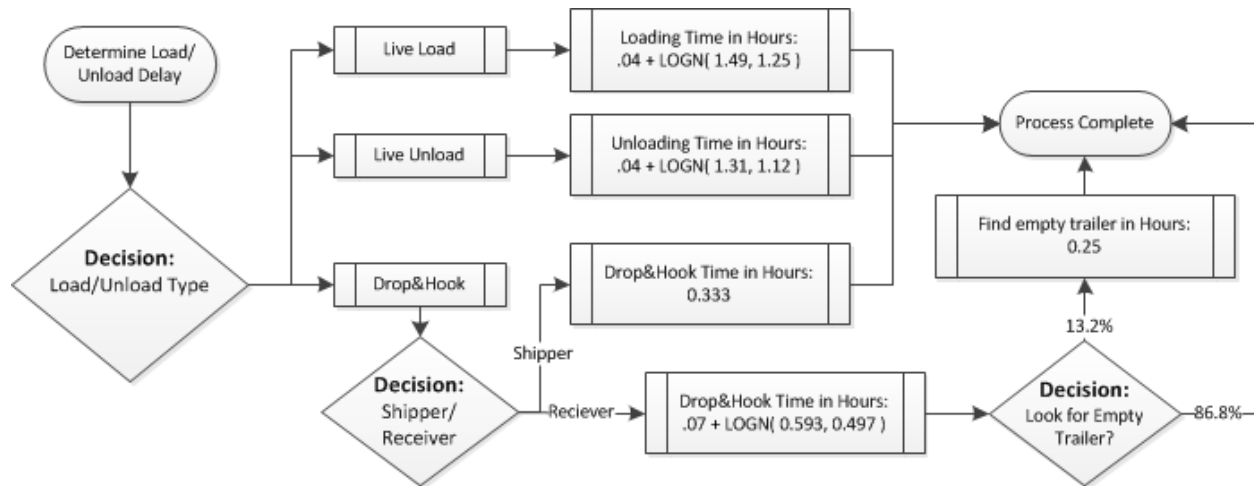 Determine Load/
Unload Delay
Decision:
Load/Unload Type
Live Load
Loading Time in Hours:
.04 + LOGN( 1.49, 1.25 )
Live Unload
Unloading Time in Hours:
.04 + LOGN( 1.31, 1.12 )
Drop&Hook
Drop&Hook Time in Hours:
0.333
Shipper
Decision:
Shipper/
Receiver
Reciever
Drop&Hook Time in Hours:
.07 + LOGN( 0.593, 0.497 )
Decision:
Look for Empty
Trailer?
13.2%
86.8%
Find empty trailer in Hours:
0.25
Process Complete